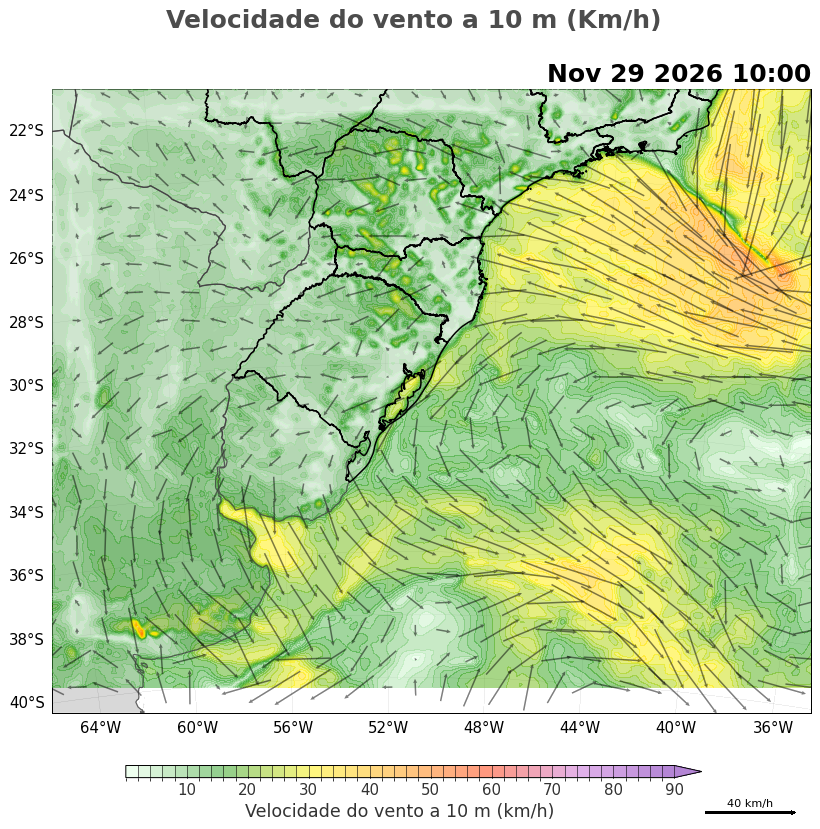 Velocidade do vento a 10 m (Km/h)
Nov 29 2026 10:00
22°S
24°S
26°S
28°S
30°S
32°S
34°S
36°S
38°S
40°S
64°W 60°W 56°W 52°W 48°W 44°W 40°W 36°W
10 20 30 40 50 60 70 80 90
Velocidade do vento a 10 m (km/h)
40 km/h